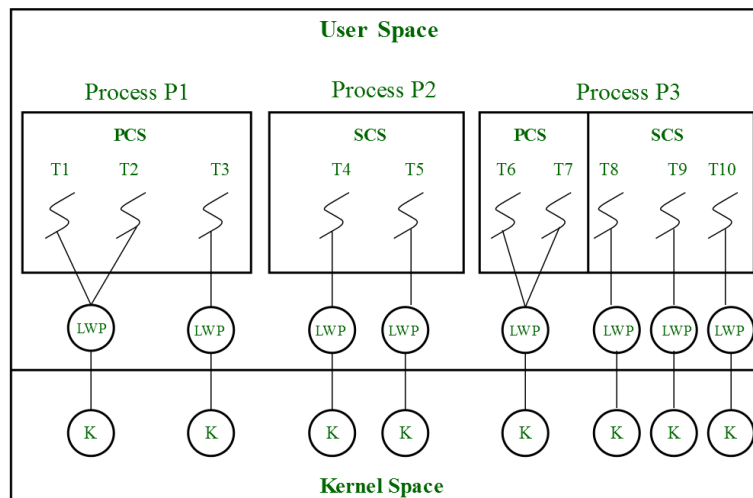 User Space
Process P1 Process P2 Process P3
PCS SCS PCS SCS
T1 T2 T3 T4 T5 T6 T7 T8 T9 T10
LWP LWP LWP LWP LWP LWP LWP LWP
K K K K K K K K
Kernel Space